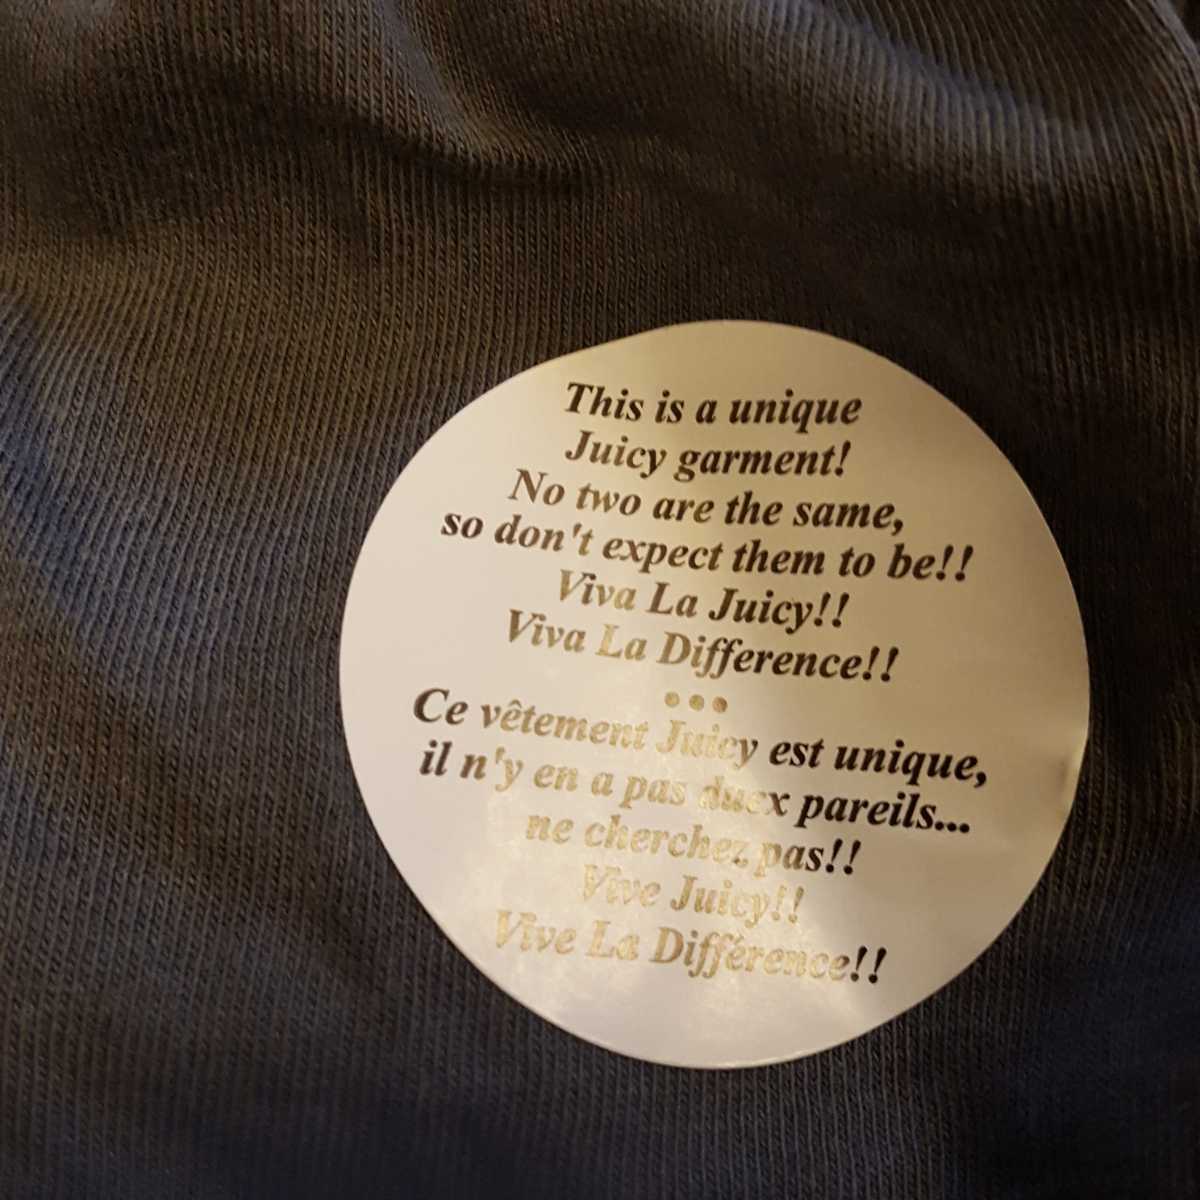 This is a unique
Juicy garment!
No two are the same,
so don't expect them to be!!
Viva La Juicy!!
Viva La Difference!!
•••
Ce vêtement Juicy est unique,
il n'y en a pas duex pareils...
ne cherchez pas!!
Vive Juicy!!
Vive La Différence!!